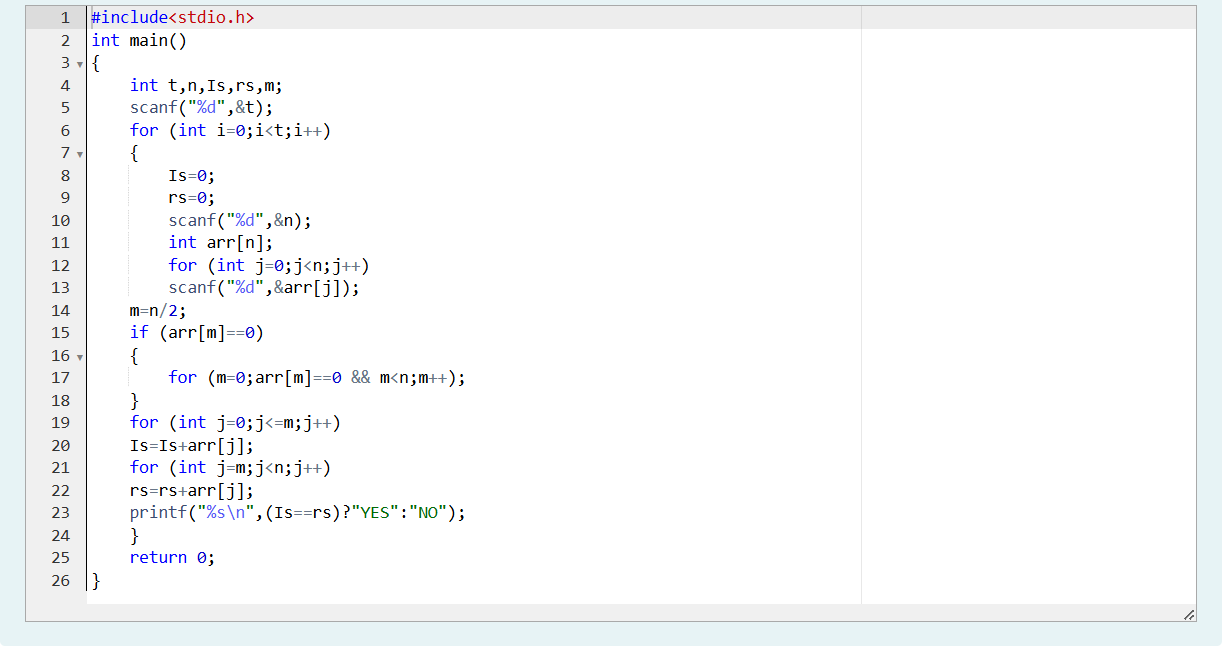 1 #include<stdio.h>
2 int main()
3 {
4     int t,n,Is,rs,m;
5     scanf("%d",&t);
6     for (int i=0;i<t;i++)
7     {
8         Is=0;
9         rs=0;
10         scanf("%d",&n);
11         int arr[n];
12         for (int j=0;j<n;j++)
13         scanf("%d",&arr[j]);
14     m=n/2;
15     if (arr[m]==0)
16     {
17         for (m=0;arr[m]==0 && m<n;m++);
18     }
19     for (int j=0;j<=m;j++)
20     Is=Is+arr[j];
21     for (int j=m;j<n;j++)
22     rs=rs+arr[j];
23     printf("%s\n",(Is==rs)?"YES":"NO");
24     }
25     return 0;
26 }